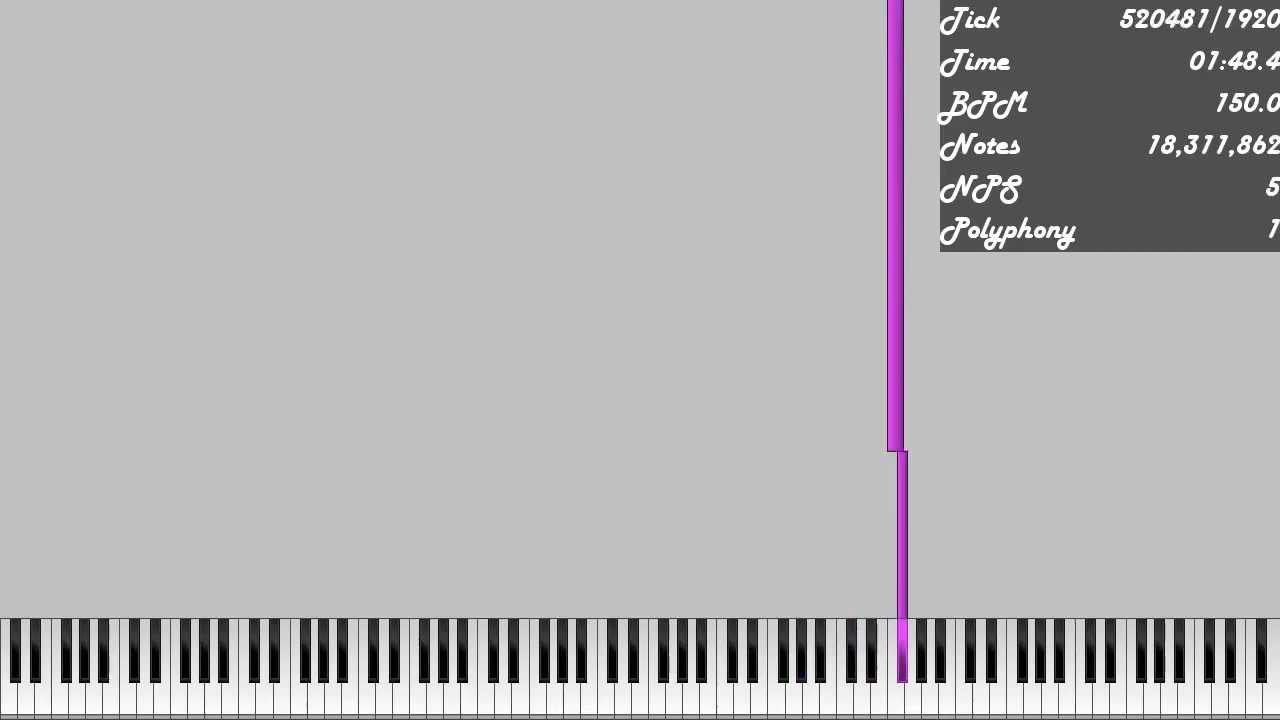 Tick 520481/1920
Time 01:48.4
BPM 150.0
Notes 18,311,862
NPS 5
Polyphony 1